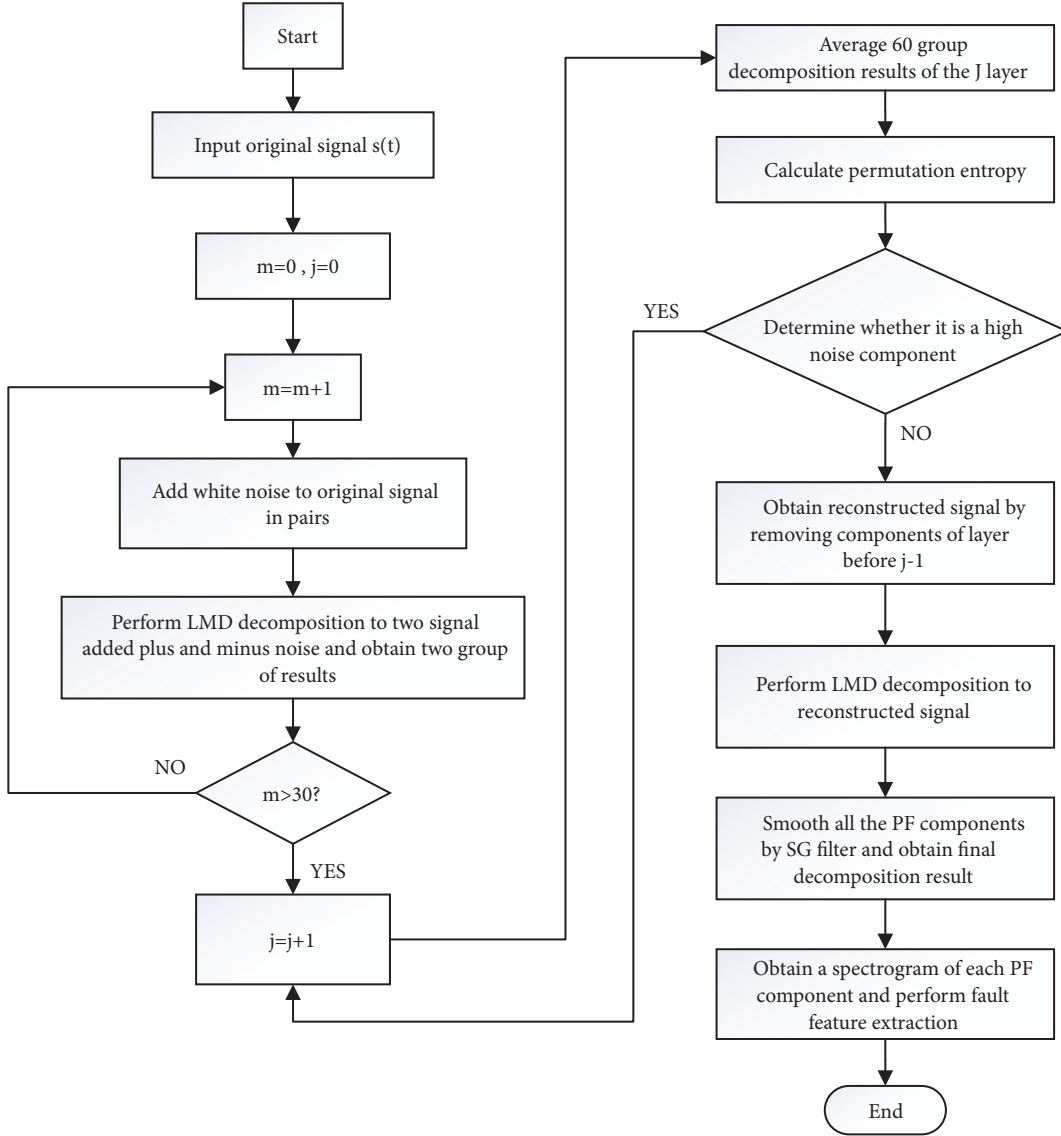 Start
Input original signal s(t)
m=0 , j=0
m=m+1
Add white noise to original signal
in pairs
Perform LMD decomposition to two signal
added plus and minus noise and obtain two group
of results
NO
m>30?
YES
j=j+1
Average 60 group
decomposition results of the J layer
Calculate permutation entropy
YES
Determine whether it is a high
noise component
NO
Obtain reconstructed signal by
removing components of layer
before j-1
Perform LMD decomposition to
reconstructed signal
Smooth all the PF components
by SG filter and obtain final
decomposition result
Obtain a spectrogram of each PF
component and perform fault
feature extraction
End